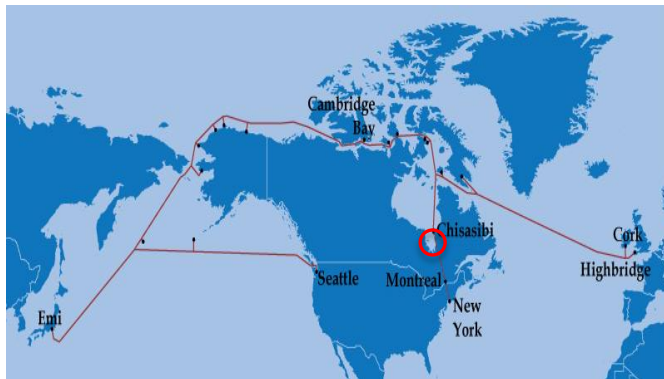 Cambridge
Bay
Chisasibi
Cork
Highbridge
Seattle
Montreal
New
York
Emi